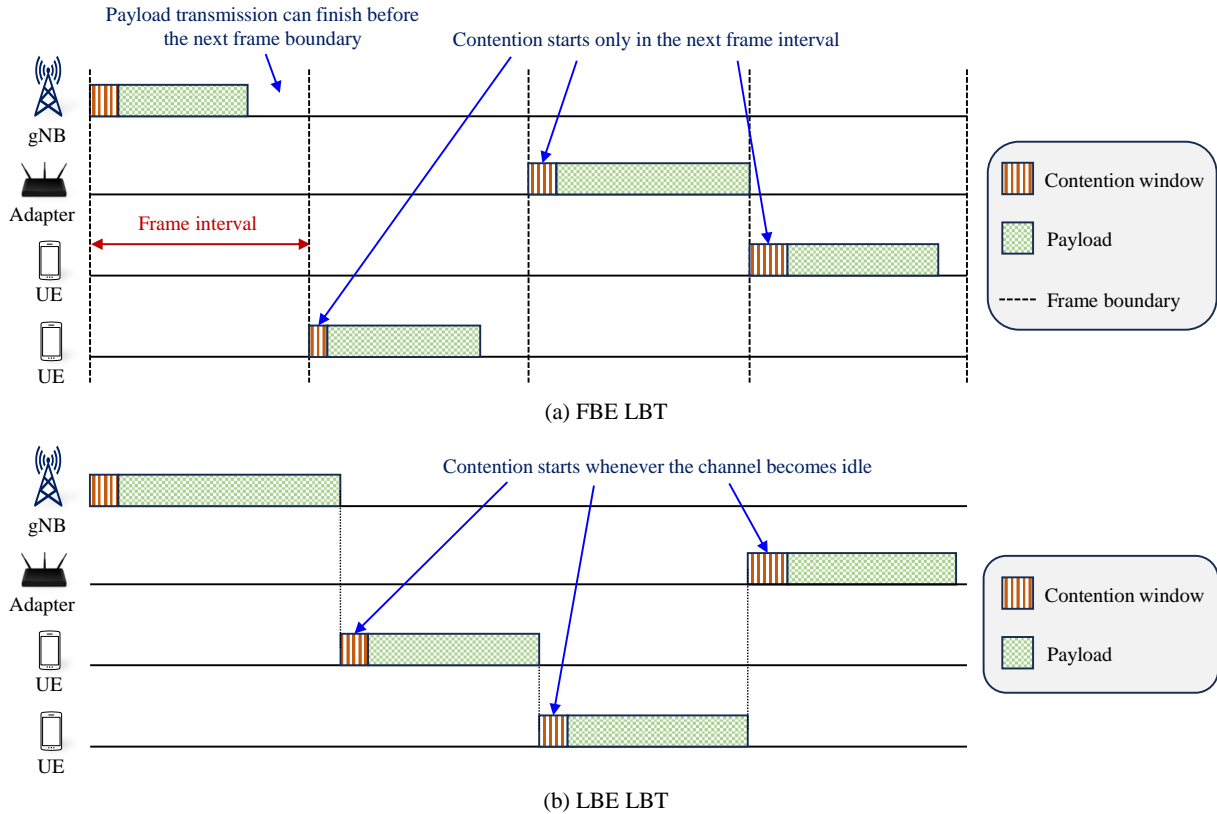 Payload transmission can finish before
the next frame boundary
Contention starts only in the next frame interval
gNB
Adapter
Frame interval
UE
UE
Contention window
Payload
Frame boundary
(a) FBE LBT
Contention starts whenever the channel becomes idle
gNB
Adapter
UE
UE
Contention window
Payload
(b) LBE LBT